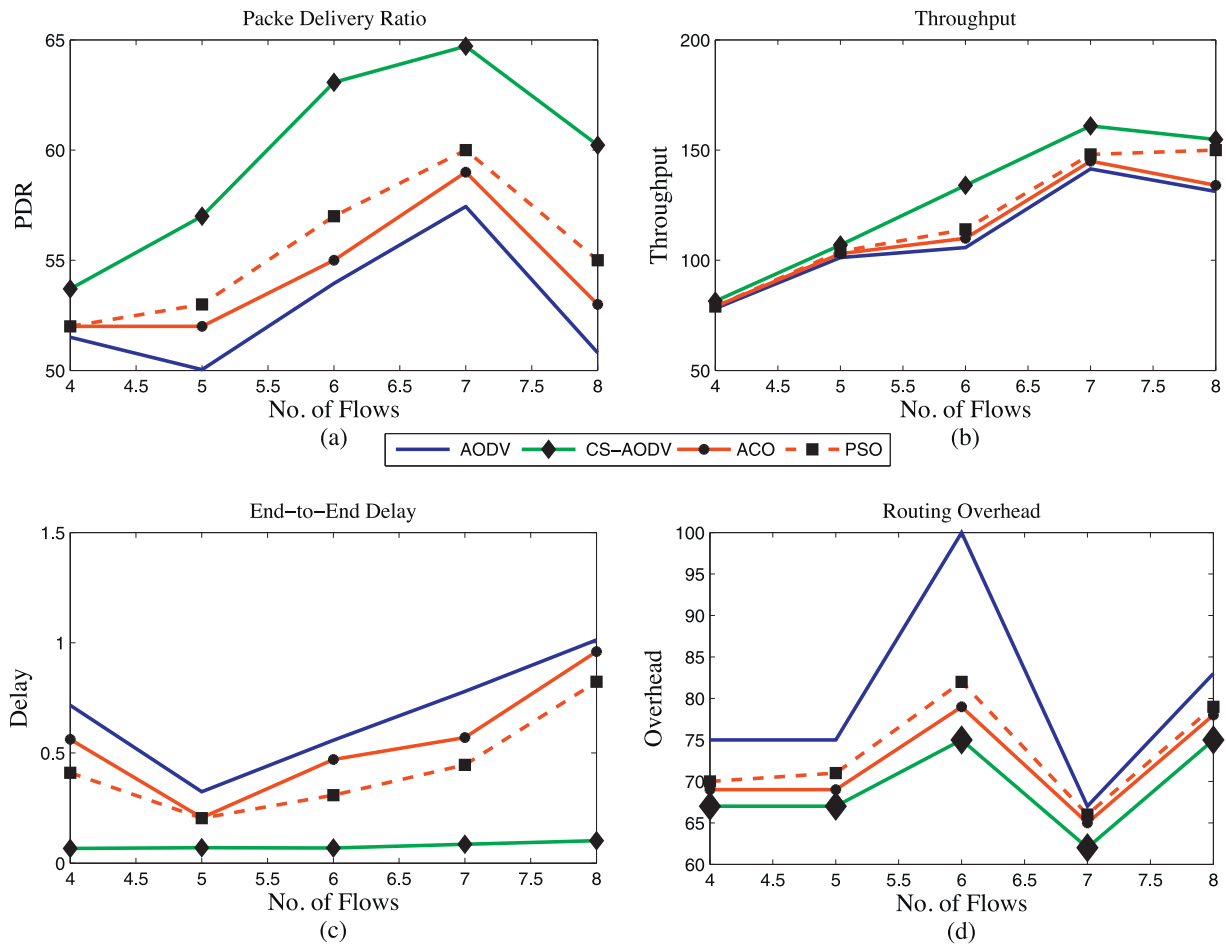 Packe Delivery Ratio
65
60
55
50
PDR
4 4.5 5 5.5 6 6.5 7 7.5 8
No. of Flows
(a)
Throughput
200
150
100
50
Throughput
4 4.5 5 5.5 6 6.5 7 7.5 8
No. of Flows
(b)
AODV CS−AODV ACO PSO
End−to−End Delay
1.5
1
0.5
0
Delay
4 4.5 5 5.5 6 6.5 7 7.5 8
No. of Flows
(c)
Routing Overhead
100
95
90
85
80
75
70
65
60
Overhead
4 4.5 5 5.5 6 6.5 7 7.5 8
No. of Flows
(d)